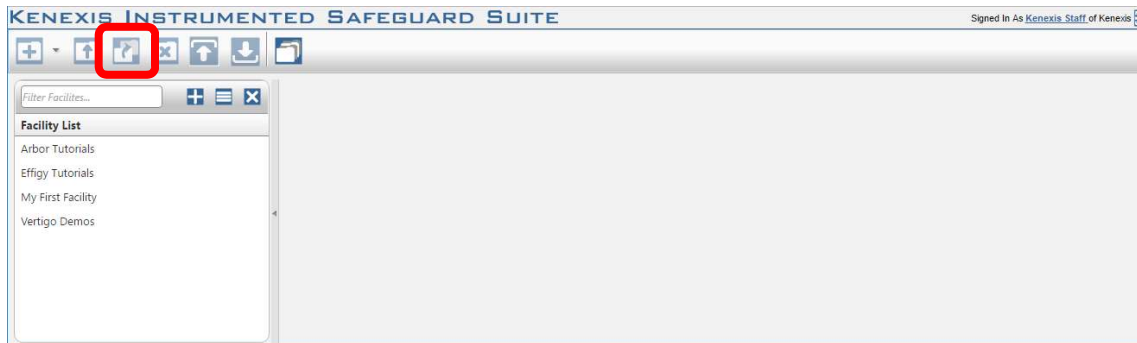 KENEXIS INSTRUMENTED SAFEGUARD SUITE
Signed In As Kenexis Staff of Kenexis
Filter Facilites...
Facility List
Arbor Tutorials
Effigy Tutorials
My First Facility
Vertigo Demos